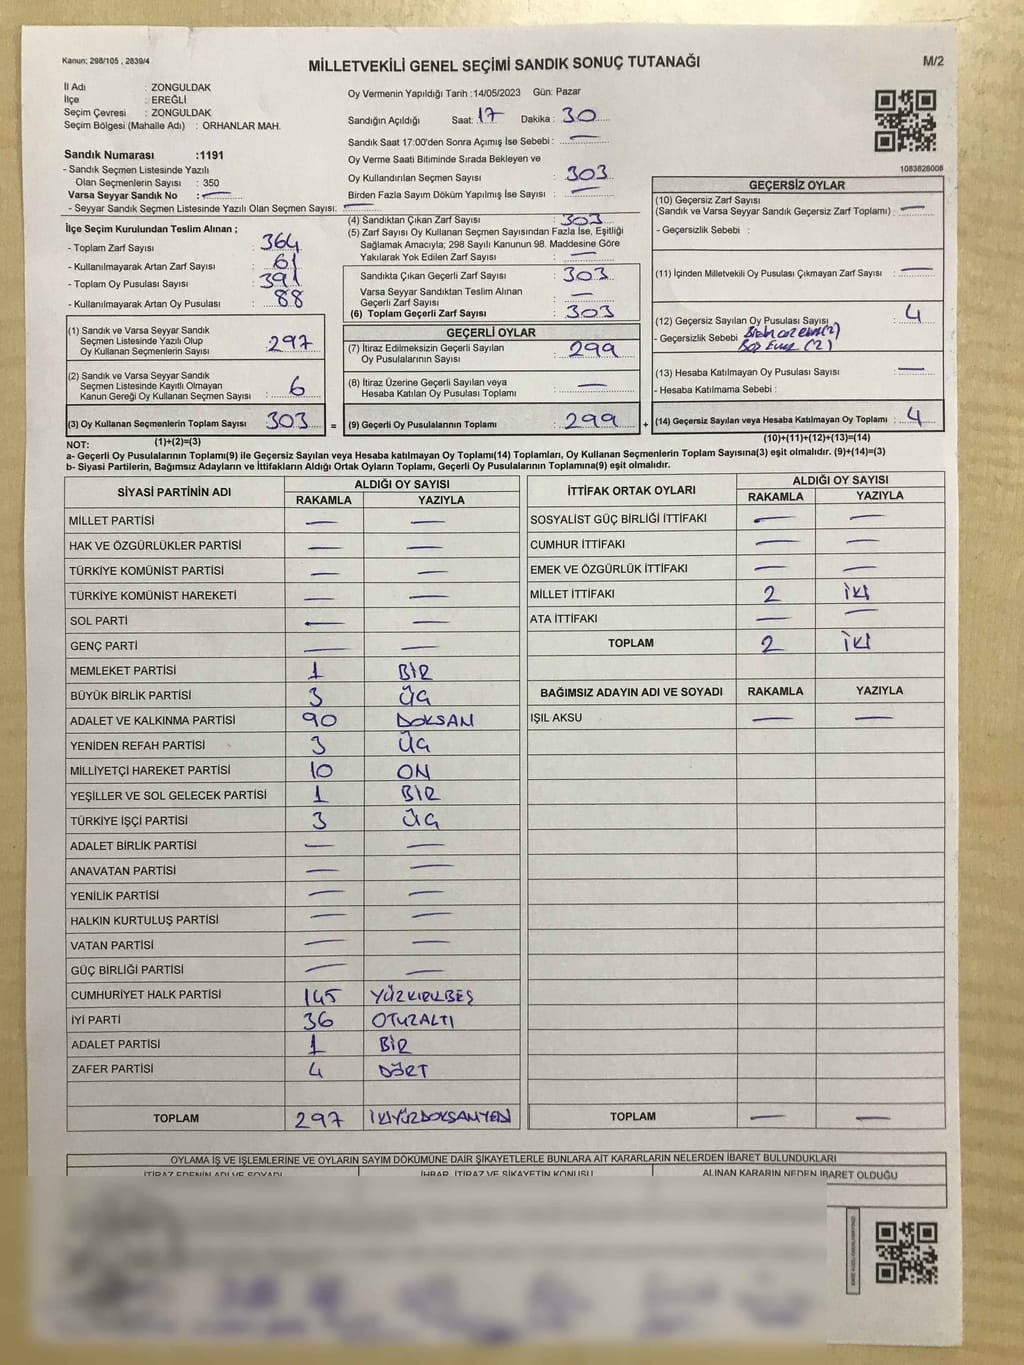 Kanun: 298/105 , 2839/4
MİLLETVEKİLİ GENEL SEÇİMİ SANDIK SONUÇ TUTANAĞI
M/2
İl Adı : ZONGULDAK
İlçe : EREĞLİ
Seçim Çevresi : ZONGULDAK
Seçim Bölgesi (Mahalle Adı) : ORHANLAR MAH.
Sandık Numarası :1191
- Sandık Seçmen Listesinde Yazılı
Olan Seçmenlerin Sayısı : 350
Varsa Seyyar Sandık No : —
- Seyyar Sandık Seçmen Listesinde Yazılı Olan Seçmen Sayısı: —
Oy Vermenin Yapıldığı Tarih :14/05/2023 Gün: Pazar
Sandığın Açıldığı Saat: 17 Dakika : 30
Sandık Saat 17:00'den Sonra Açımış İse Sebebi : —
Oy Verme Saati Bitiminde Sırada Bekleyen ve
Oy Kullandırılan Seçmen Sayısı : 303
Birden Fazla Sayım Döküm Yapılmış İse Sayısı : —
1083826008
İlçe Seçim Kurulundan Teslim Alınan ;
- Toplam Zarf Sayısı : 364
- Kullanılmayarak Artan Zarf Sayısı : 61
- Toplam Oy Pusulası Sayısı : 391
- Kullanılmayarak Artan Oy Pusulası : 88
(4) Sandıktan Çıkan Zarf Sayısı : 303
(5) Zarf Sayısı Oy Kullanan Seçmen Sayısından Fazla İse, Eşitliği
Sağlamak Amacıyla; 298 Sayılı Kanunun 98. Maddesine Göre
Yakılarak Yok Edilen Zarf Sayısı : —
Sandıkta Çıkan Geçerli Zarf Sayısı : 303
Varsa Seyyar Sandıktan Teslim Alınan
Geçerli Zarf Sayısı : —
(6) Toplam Geçerli Zarf Sayısı : 303
GEÇERSİZ OYLAR
(10) Geçersiz Zarf Sayısı
(Sandık ve Varsa Seyyar Sandık Geçersiz Zarf Toplamı) : —
- Geçersizlik Sebebi :
(11) İçinden Milletvekili Oy Pusulası Çıkmayan Zarf Sayısı : —
(12) Geçersiz Sayılan Oy Pusulası Sayısı : 4
- Geçersizlik Sebebi : (2)
(2)
(13) Hesaba Katılmayan Oy Pusulası Sayısı : —
- Hesaba Katılmama Sebebi :
(1) Sandık ve Varsa Seyyar Sandık
Seçmen Listesinde Yazılı Olup
Oy Kullanan Seçmenlerin Sayısı : 297
(2) Sandık ve Varsa Seyyar Sandık
Seçmen Listesinde Kayıtlı Olmayan
Kanun Gereği Oy Kullanan Seçmen Sayısı : 6
GEÇERLİ OYLAR
(7) İtiraz Edilmeksizin Geçerli Sayılan
Oy Pusulalarının Sayısı : 299
(8) İtiraz Üzerine Geçerli Sayılan veya
Hesaba Katılan Oy Pusulası Toplamı : —
(3) Oy Kullanan Seçmenlerin Toplam Sayısı : 303 = (9) Geçerli Oy Pusulalarının Toplamı : 299 + (14) Geçersiz Sayılan veya Hesaba Katılmayan Oy Toplamı : 4
NOT: (1)+(2)=(3) (10)+(11)+(12)+(13)=(14)
a- Geçerli Oy Pusulalarının Toplamı(9) ile Geçersiz Sayılan veya Hesaba katılmayan Oy Toplamı(14) Toplamları, Oy Kullanan Seçmenlerin Toplam Sayısına(3) eşit olmalıdır. (9)+(14)=(3)
b- Siyasi Partilerin, Bağımsız Adayların ve İttifakların Aldığı Ortak Oyların Toplamı, Geçerli Oy Pusulalarının Toplamına(9) eşit olmalıdır.
SİYASİ PARTİNİN ADI ALDIĞI OY SAYISI
RAKAMLA YAZIYLA
MİLLET PARTİSİ — —
HAK VE ÖZGÜRLÜKLER PARTİSİ — —
TÜRKİYE KOMÜNİST PARTİSİ — —
TÜRKİYE KOMÜNİST HAREKETİ — —
SOL PARTİ — —
GENÇ PARTİ — —
MEMLEKET PARTİSİ 1 BİR
BÜYÜK BİRLİK PARTİSİ 3 ÜÇ
ADALET VE KALKINMA PARTİSİ 90 DOKSAN
YENİDEN REFAH PARTİSİ 3 ÜÇ
MİLLİYETÇİ HAREKET PARTİSİ 10 ON
YEŞİLLER VE SOL GELECEK PARTİSİ 1 BİR
TÜRKİYE İŞÇİ PARTİSİ 3 ÜÇ
ADALET BİRLİK PARTİSİ — —
ANAVATAN PARTİSİ — —
YENİLİK PARTİSİ — —
HALKIN KURTULUŞ PARTİSİ — —
VATAN PARTİSİ — —
GÜÇ BİRLİĞİ PARTİSİ — —
CUMHURİYET HALK PARTİSİ 145 YÜZKIRKBEŞ
İYİ PARTİ 36 OTUZALTI
ADALET PARTİSİ 1 BİR
ZAFER PARTİSİ 4 DÖRT
TOPLAM 297 İKİYÜZDOKSANYEDİ
İTTİFAK ORTAK OYLARI ALDIĞI OY SAYISI
RAKAMLA YAZIYLA
SOSYALİST GÜÇ BİRLİĞİ İTTİFAKI — —
CUMHUR İTTİFAKI — —
EMEK VE ÖZGÜRLÜK İTTİFAKI — —
MİLLET İTTİFAKI 2 İKİ
ATA İTTİFAKI — —
TOPLAM 2 İKİ
BAĞIMSIZ ADAYIN ADI VE SOYADI RAKAMLA YAZIYLA
IŞIL AKSU — —
TOPLAM — —
OYLAMA İŞ VE İŞLEMLERİNE VE OYLARIN SAYIM DÖKÜMÜNE DAİR ŞİKAYETLERLE BUNLARA AİT KARARLARIN NELERDEN İBARET BULUNDUKLARI
İTİRAZ EDENİN ADI VE SOYADI İHBAR, İTİRAZ VE ŞİKAYETİN KONUSU ALINAN KARARIN NEDEN İBARET OLDUĞU